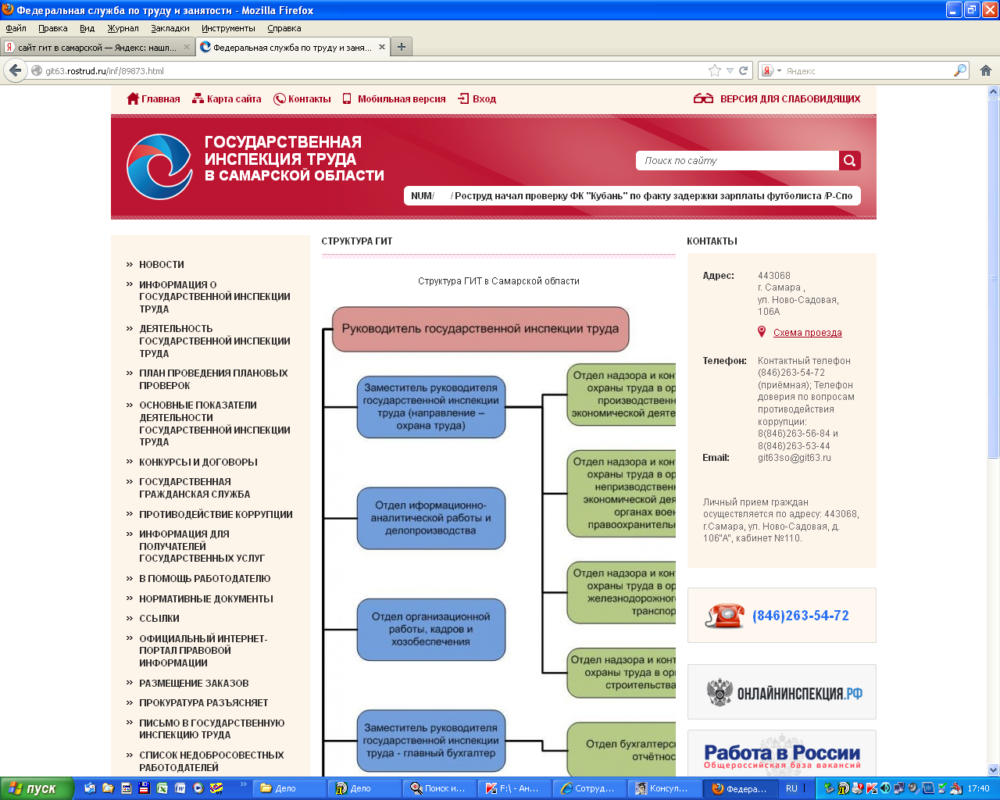 Федеральная служба по труду и занятости - Mozilla Firefox
Файл Правка Вид Журнал Закладки Инструменты Справка
сайт гит в самарской — Яндекс: нашл...
Федеральная служба по труду и заня...
git63.rostrud.ru/inf/89873.html
Яндекс
Главная Карта сайта Контакты Мобильная версия Вход
ВЕРСИЯ ДЛЯ СЛАБОВИДЯЩИХ
ГОСУДАРСТВЕННАЯ
ИНСПЕКЦИЯ ТРУДА
В САМАРСКОЙ ОБЛАСТИ
Поиск по сайту
NUM/ / Роструд начал проверку ФК "Кубань" по факту задержки зарплаты футболиста /Р-Спо
НОВОСТИ
ИНФОРМАЦИЯ О
ГОСУДАРСТВЕННОЙ ИНСПЕКЦИИ
ТРУДА
ДЕЯТЕЛЬНОСТЬ
ГОСУДАРСТВЕННОЙ ИНСПЕКЦИИ
ТРУДА
ПЛАН ПРОВЕДЕНИЯ ПЛАНОВЫХ
ПРОВЕРОК
ОСНОВНЫЕ ПОКАЗАТЕЛИ
ДЕЯТЕЛЬНОСТИ
ГОСУДАРСТВЕННОЙ ИНСПЕКЦИИ
ТРУДА
КОНКУРСЫ И ДОГОВОРЫ
ГОСУДАРСТВЕННАЯ
ГРАЖДАНСКАЯ СЛУЖБА
ПРОТИВОДЕЙСТВИЕ КОРРУПЦИИ
ИНФОРМАЦИЯ ДЛЯ
ПОЛУЧАТЕЛЕЙ
ГОСУДАРСТВЕННЫХ УСЛУГ
В ПОМОЩЬ РАБОТОДАТЕЛЮ
НОРМАТИВНЫЕ ДОКУМЕНТЫ
ССЫЛКИ
ОФИЦИАЛЬНЫЙ ИНТЕРНЕТ-
ПОРТАЛ ПРАВОВОЙ
ИНФОРМАЦИИ
РАЗМЕЩЕНИЕ ЗАКАЗОВ
ПРОКУРАТУРА РАЗЪЯСНЯЕТ
ПИСЬМО В ГОСУДАРСТВЕННУЮ
ИНСПЕКЦИЮ ТРУДА
СПИСОК НЕДОБРОСОВЕСТНЫХ
РАБОТОДАТЕЛЕЙ
СТРУКТУРА ГИТ
Структура ГИТ в Самарской области
Руководитель государственной инспекции труда
Заместитель руководителя
государственной инспекции
труда (направление –
охрана труда)
Отдел иформационно-
аналитической работы и
делопроизводства
Отдел организационной
работы, кадров и
хозобеспечения
Заместитель руководителя
государственной инспекции
труда - главный бухгалтер
Отдел надзора и кон
охраны труда в ор
производствен
экономической деяте
Отдел надзора и кон
охраны труда в ор
непризводствен
экономической дея
органах вое
правоохранитель
Отдел надзора и кон
охраны труда в ор
железнодорожног
транспор
Отдел надзора и кон
охраны труда в ор
строительства
Отдел бухгалтерс
отчётнос
КОНТАКТЫ
Адрес: 443068
г. Самара ,
ул. Ново-Садовая,
106А
Схема проезда
Телефон: Контактный телефон
(846)263-54-72
(приёмная); Телефон
доверия по вопросам
противодействия
коррупции:
8(846)263-56-84 и
8(846)263-53-44
Email: git63so@git63.ru
Личный прием граждан
осуществляется по адресу: 443068,
г.Самара, ул. Ново-Садовая, д.
106"А", кабинет №110.
(846)263-54-72
ОНЛАЙНИНСПЕКЦИЯ.РФ
Работа в России
Общероссийская база вакансий
пуск
Дело
Дело
Поиск и...
F:\ - Ан...
Сотруд...
Консул...
Федера...
RU
17:40